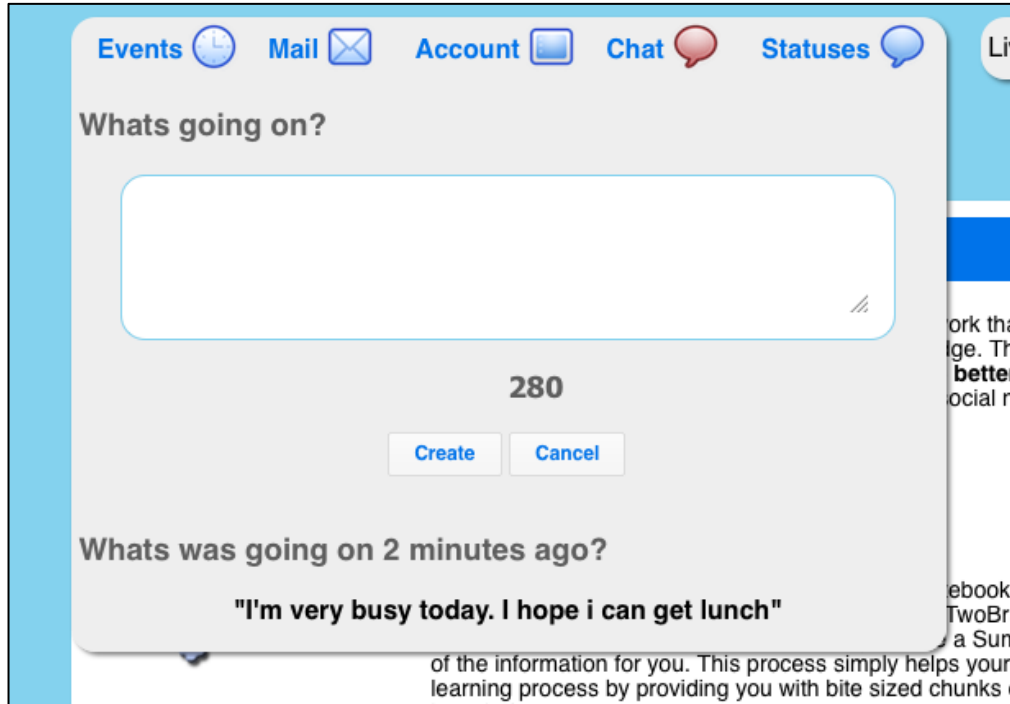 Events Mail Account Chat Statuses
Whats going on?
280
Create Cancel
Whats was going on 2 minutes ago?
"I'm very busy today. I hope i can get lunch"
better
of the information for you. This process simply helps your
learning process by providing you with bite sized chunks